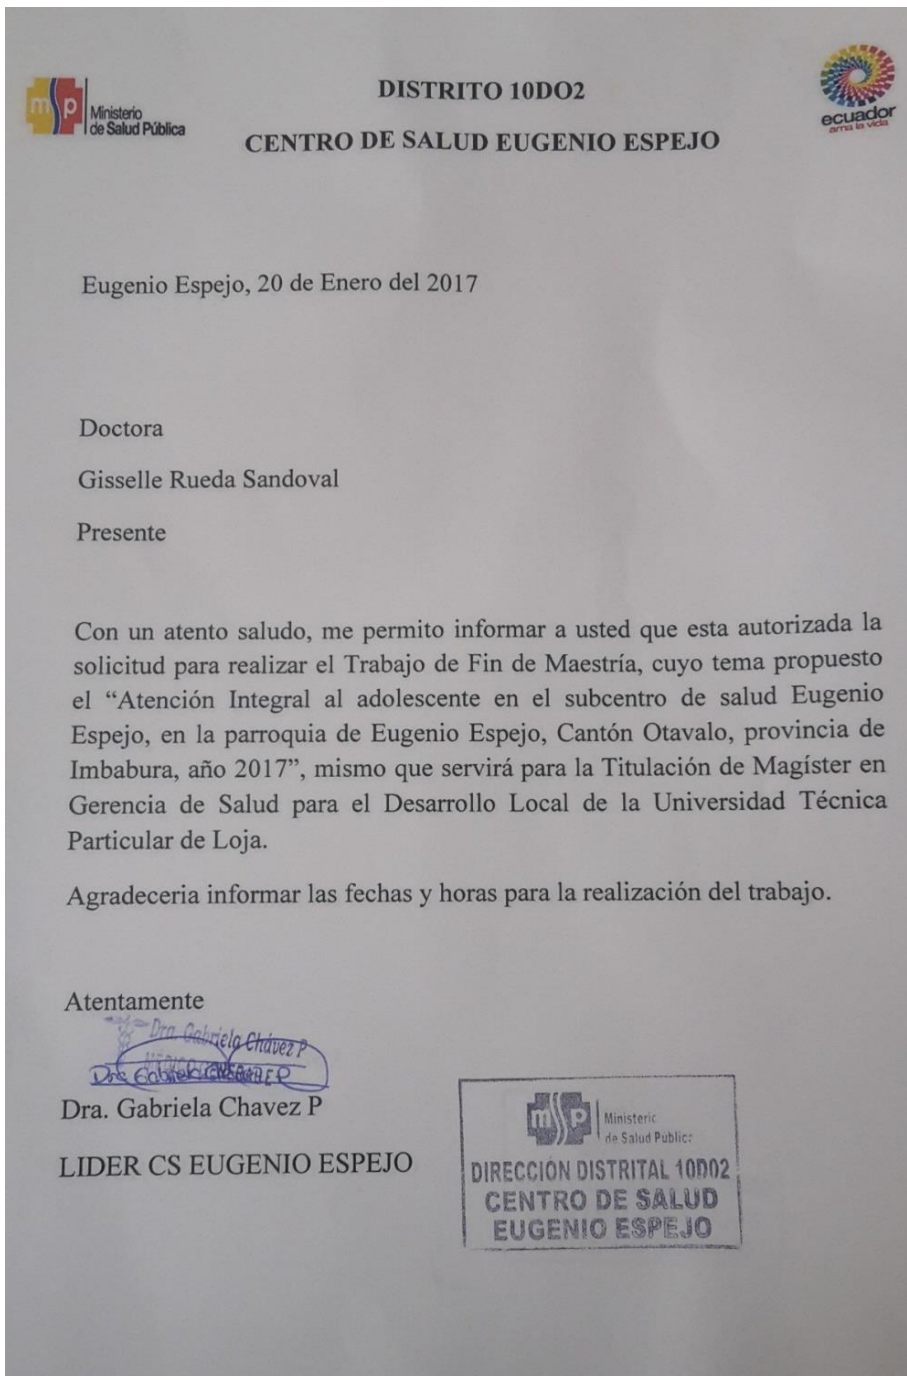 msp
Ministerio
de Salud Pública
DISTRITO 10DO2
CENTRO DE SALUD EUGENIO ESPEJO
ecuador
ama la vida
Eugenio Espejo, 20 de Enero del 2017
Doctora
Gisselle Rueda Sandoval
Presente
Con un atento saludo, me permito informar a usted que esta autorizada la
solicitud para realizar el Trabajo de Fin de Maestría, cuyo tema propuesto
el “Atención Integral al adolescente en el subcentro de salud Eugenio
Espejo, en la parroquia de Eugenio Espejo, Cantón Otavalo, provincia de
Imbabura, año 2017”, mismo que servirá para la Titulación de Magíster en
Gerencia de Salud para el Desarrollo Local de la Universidad Técnica
Particular de Loja.
Agradeceria informar las fechas y horas para la realización del trabajo.
Atentamente
Dra. Gabriela Chávez P
Dra. Gabriela Chavez P
LIDER CS EUGENIO ESPEJO
msp
Ministerio
de Salud Pública
DIRECCIÓN DISTRITAL 10D02
CENTRO DE SALUD
EUGENIO ESPEJO